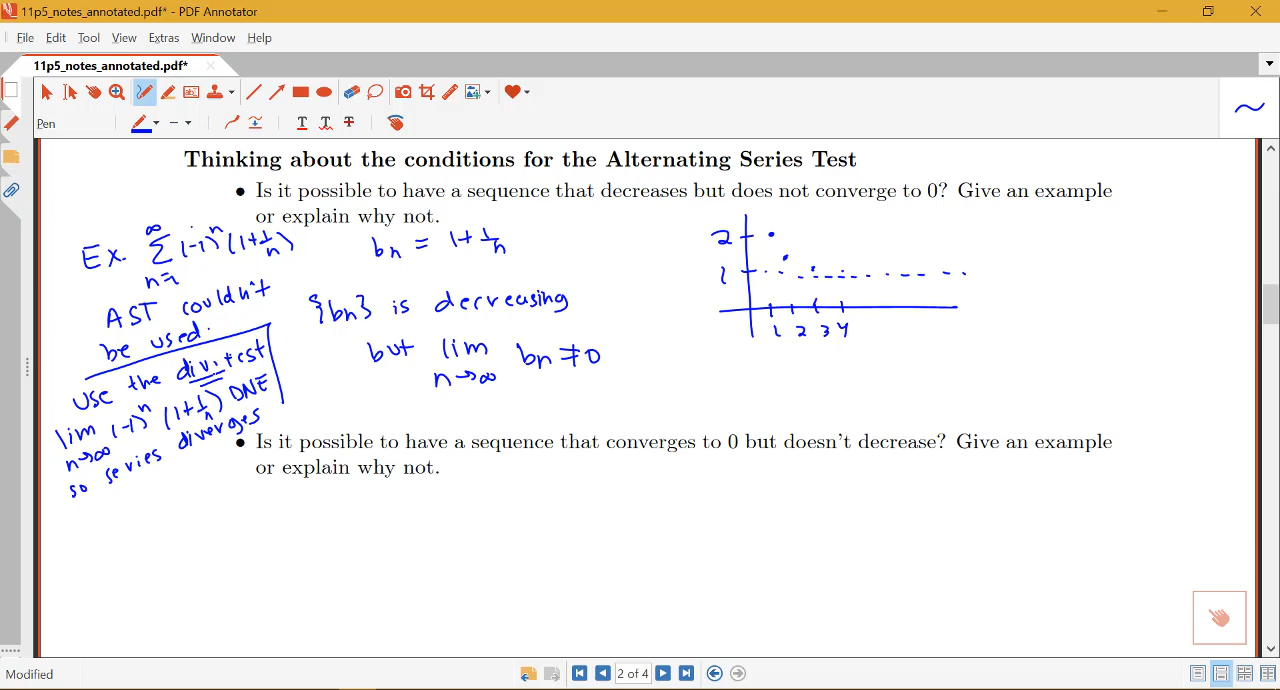 11p5_notes_annotated.pdf* - PDF Annotator
File Edit Tool View Extras Window Help
11p5_notes_annotated.pdf*
Pen
Thinking about the conditions for the Alternating Series Test
• Is it possible to have a sequence that decreases but does not converge to 0? Give an example
or explain why not.
Ex. ∞ Σ n=1 (-1)^n (1+1/n)
bn = 1+1/n
2
1
1 2 3 4
AST couldn't
be used.
{bn} is decreasing
but lim n→∞ bn ≠ 0
Use the div. test
lim n→∞ (-1)^n (1+1/n) DNE
so series diverges
• Is it possible to have a sequence that converges to 0 but doesn't decrease? Give an example
or explain why not.
Modified
2 of 4